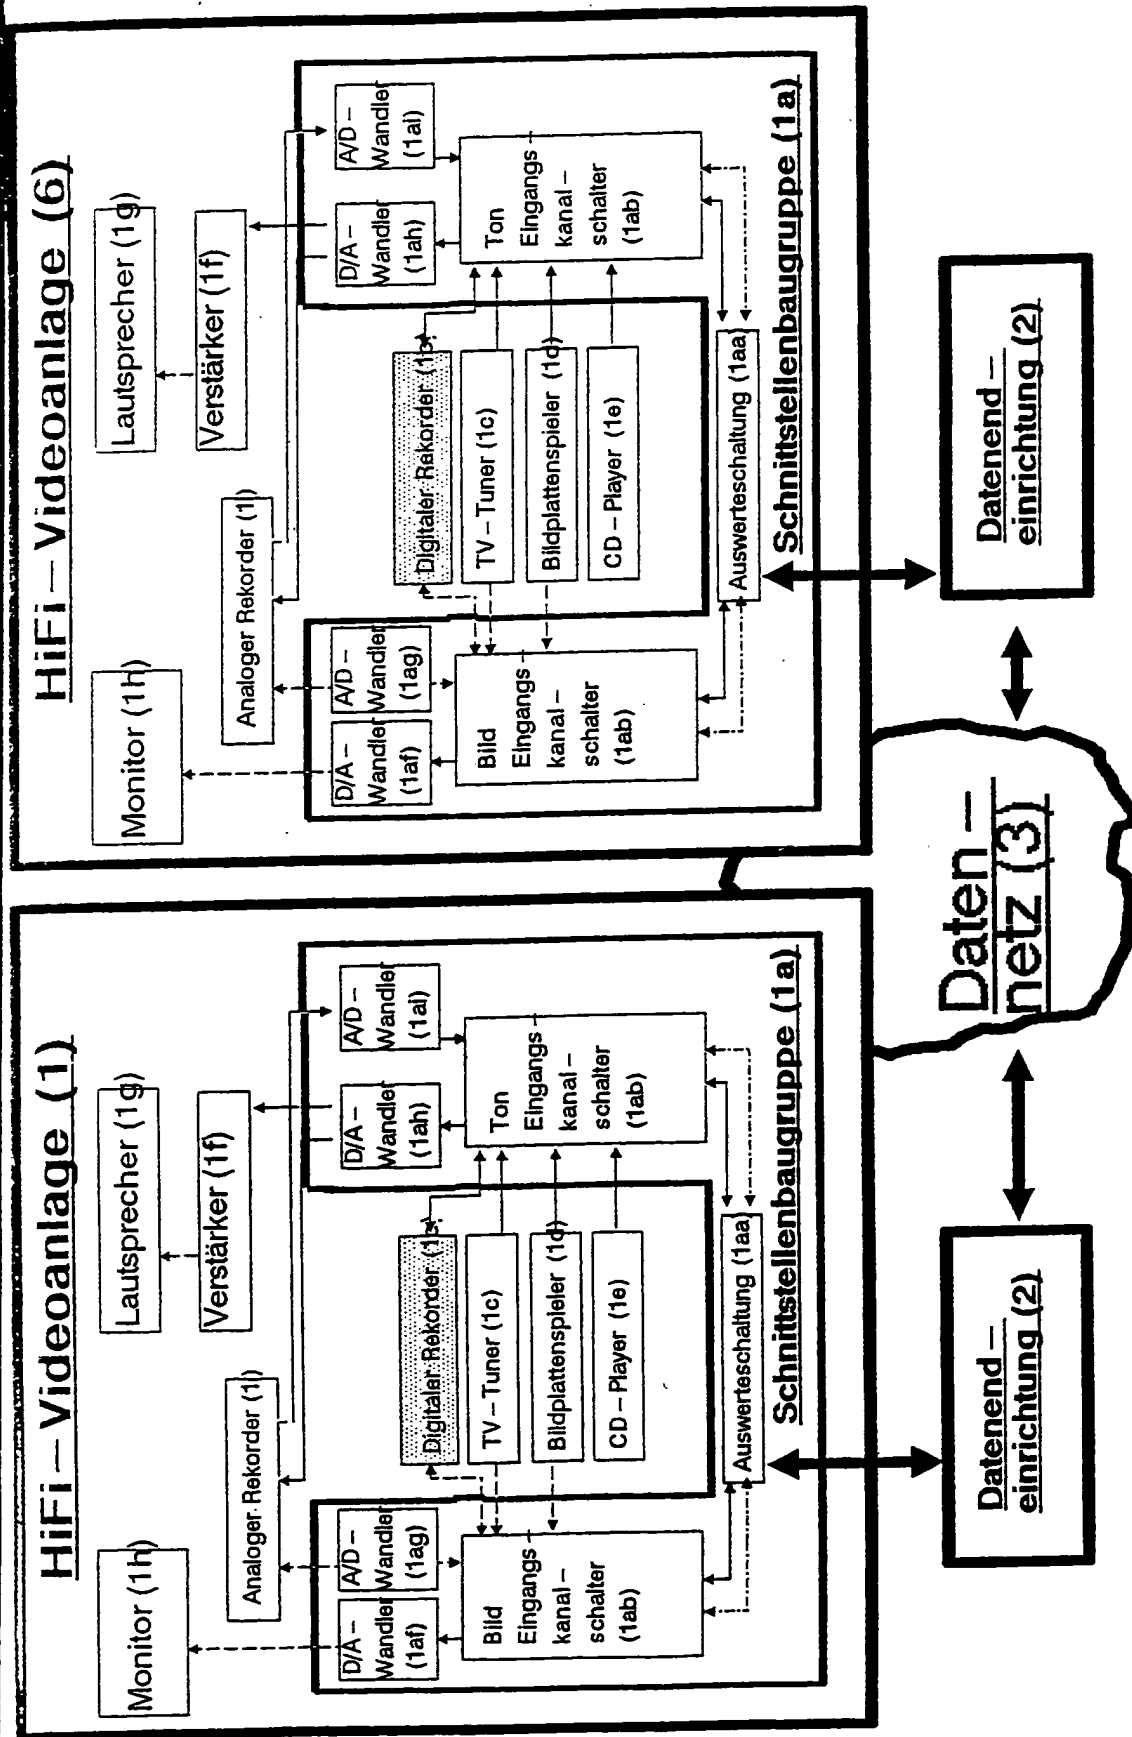 HiFi – Videoanlage (1)
Monitor (1h)
Lautsprecher (1g)
Verstärker (1f)
Analoger Rekorder
D/A –
Wandler
(1af)
A/D –
Wandler
(1ag)
D/A –
Wandler
(1ah)
A/D –
Wandler
(1ai)
Digitaler Rekorder
TV – Tuner (1c)
Bildplattenspieler (1d)
CD – Player (1e)
Bild
Eingangs –
kanal –
schalter
(1ab)
Ton
Eingangs –
kanal –
schalter
(1ab)
Auswerteschaltung (1aa)
Schnittstellenbaugruppe (1a)
HiFi – Videoanlage (6)
Monitor (1h)
Lautsprecher (1g)
Verstärker (1f)
Analoger Rekorder
D/A –
Wandler
(1af)
A/D –
Wandler
(1ag)
D/A –
Wandler
(1ah)
A/D –
Wandler
(1ai)
Digitaler Rekorder
TV – Tuner (1c)
Bildplattenspieler (1d)
CD – Player (1e)
Bild
Eingangs –
kanal –
schalter
(1ab)
Ton
Eingangs –
kanal –
schalter
(1ab)
Auswerteschaltung (1aa)
Schnittstellenbaugruppe (1a)
Datenend –
einrichtung (2)
Daten –
netz (3)
Datenend –
einrichtung (2)